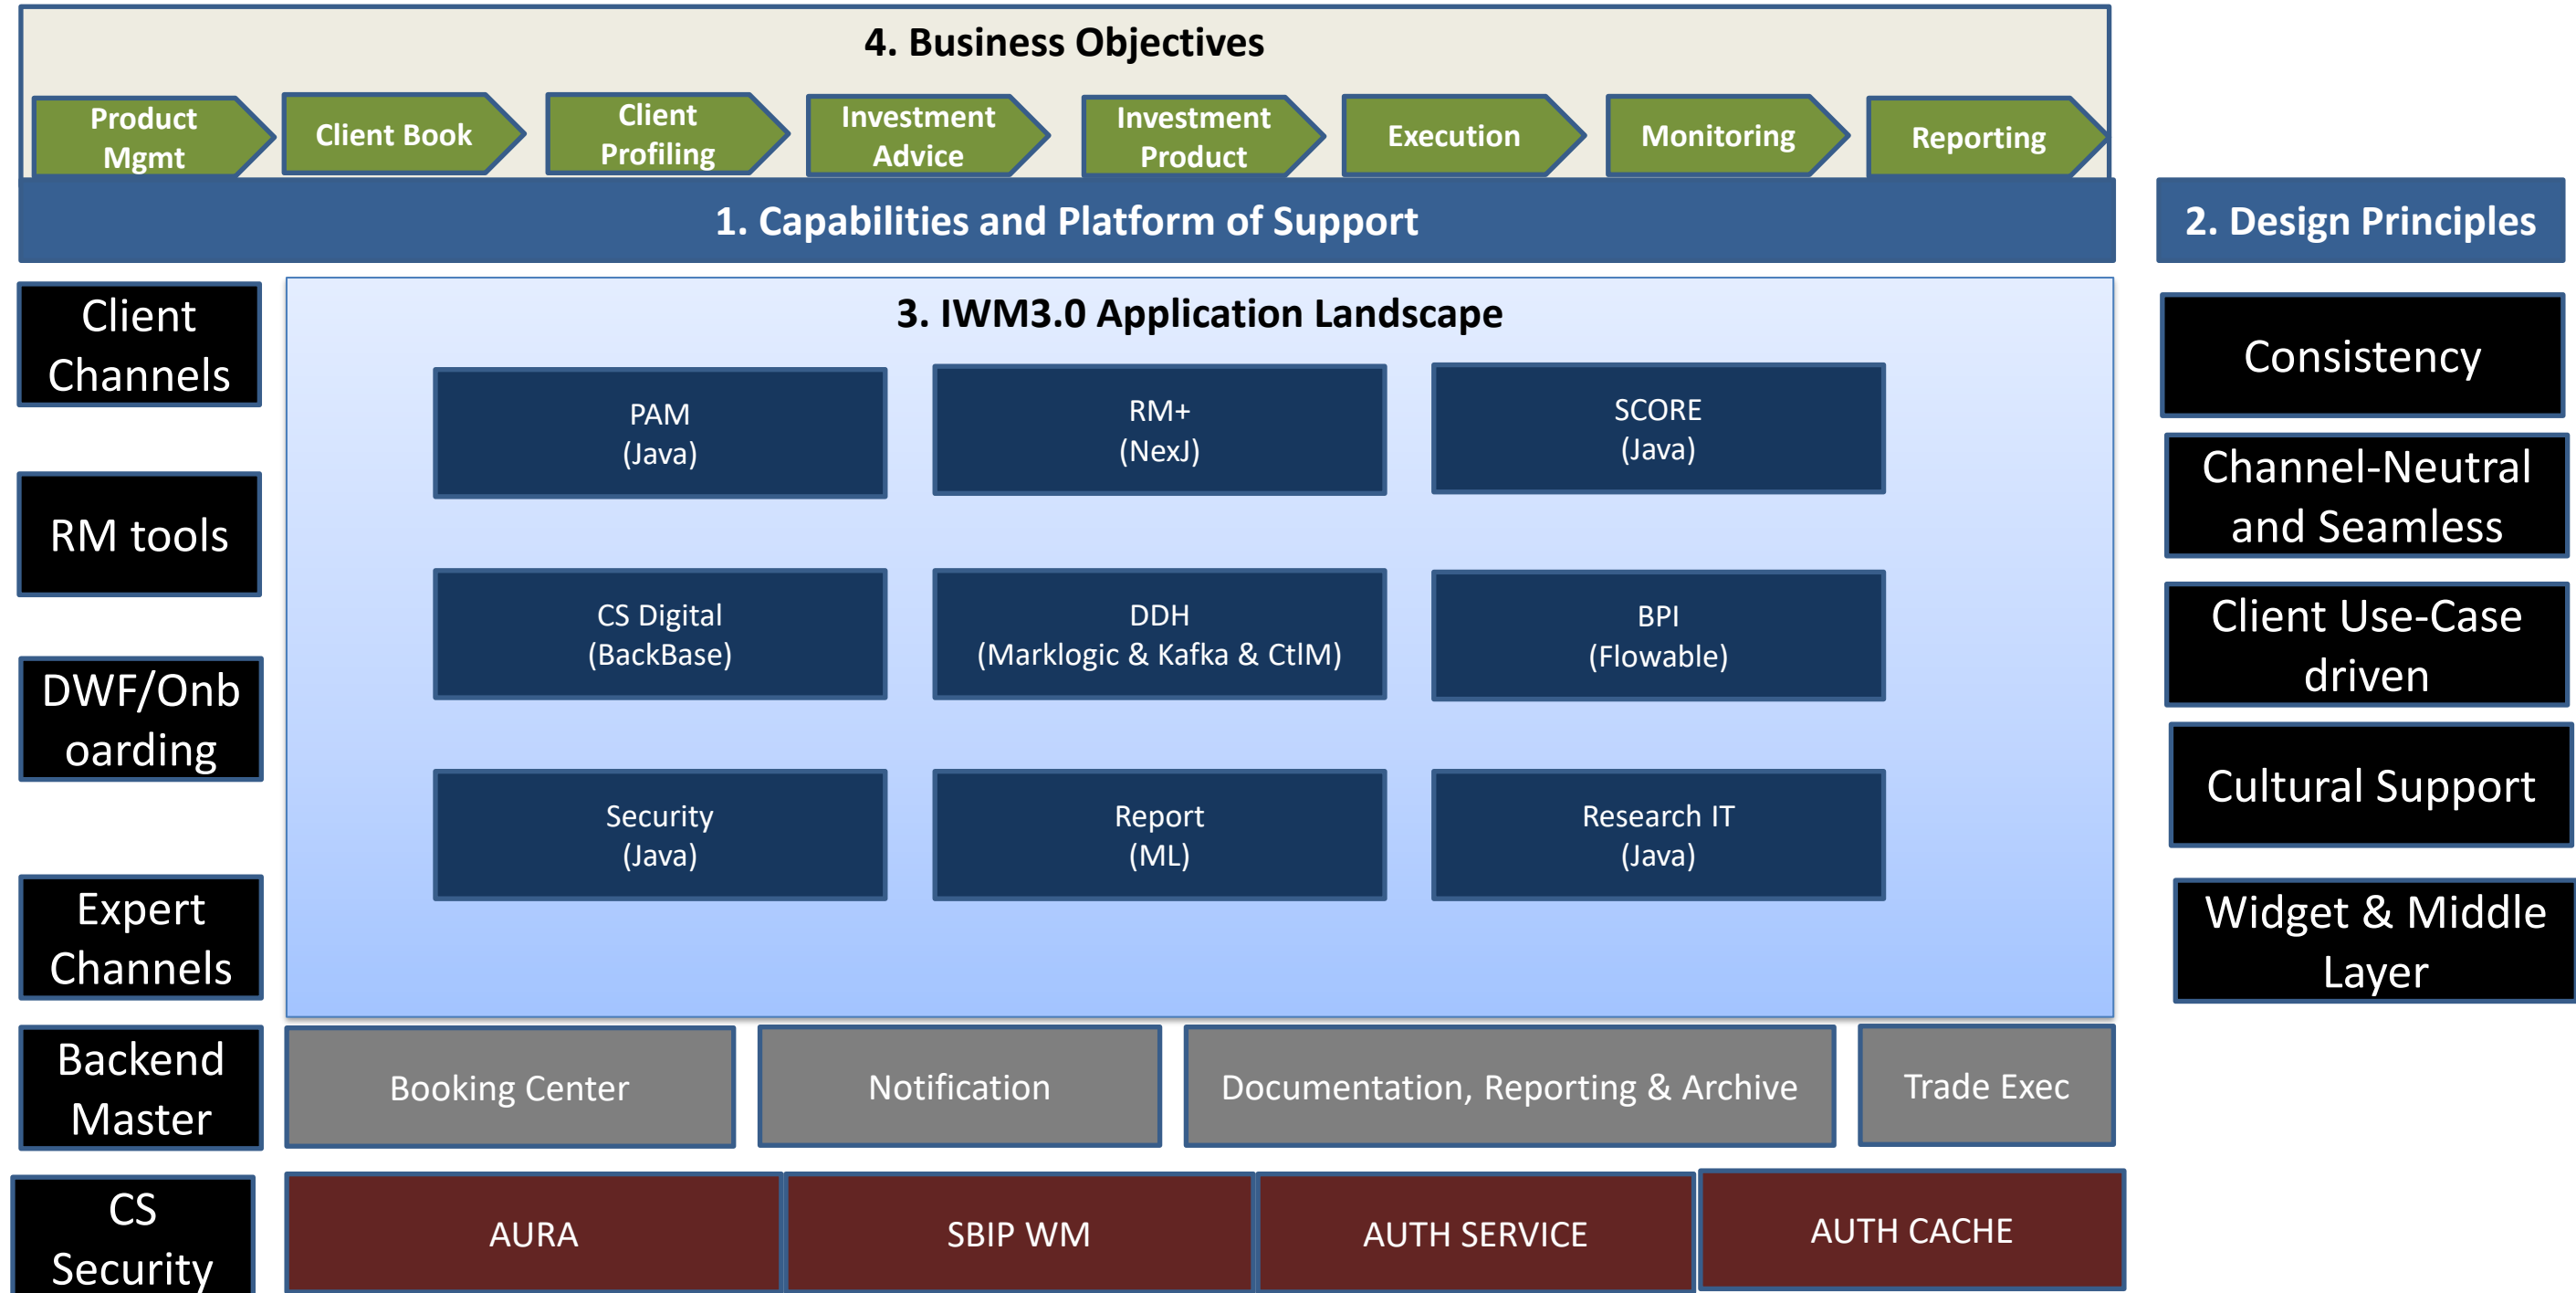 4. Business Objectives
Product
Mgmt
Client Book
Client
Profiling
Investment
Advice
Investment
Product
Execution
Monitoring
Reporting
1. Capabilities and Platform of Support
2. Design Principles
Client
Channels
RM tools
DWF/Onb
oarding
Expert
Channels
Backend
Master
CS
Security
3. IWM3.0 Application Landscape
PAM
(Java)
RM+
(NexJ)
SCORE
(Java)
CS Digital
(BackBase)
DDH
(Marklogic & Kafka & CtlM)
BPI
(Flowable)
Security
(Java)
Report
(ML)
Research IT
(Java)
Booking Center
Notification
Documentation, Reporting & Archive
Trade Exec
AURA
SBIP WM
AUTH SERVICE
AUTH CACHE
Consistency
Channel-Neutral
and Seamless
Client Use-Case
driven
Cultural Support
Widget & Middle
Layer